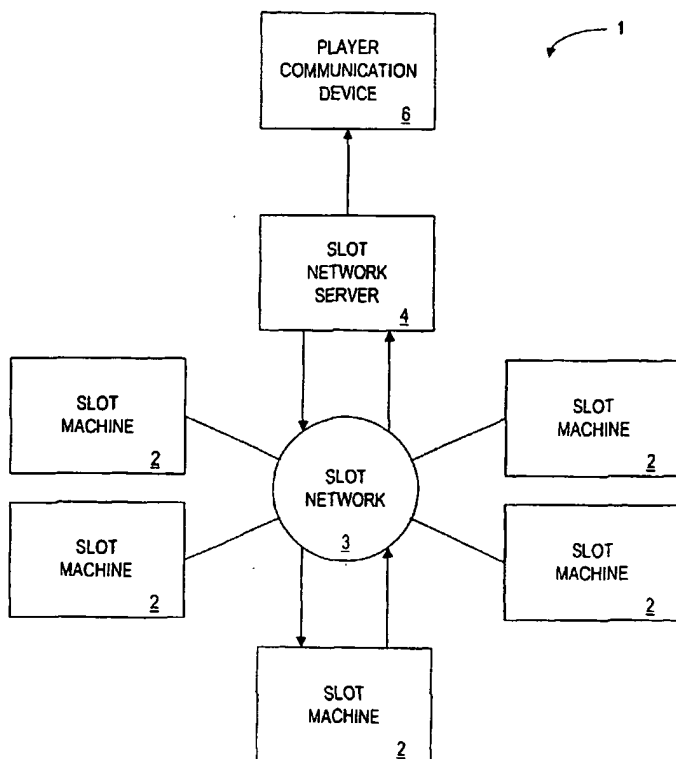 1
PLAYER
COMMUNICATION
DEVICE
6
SLOT
NETWORK
SERVER
4
SLOT
MACHINE
2
SLOT
MACHINE
2
SLOT
NETWORK
3
SLOT
MACHINE
2
SLOT
MACHINE
2
SLOT
MACHINE
2